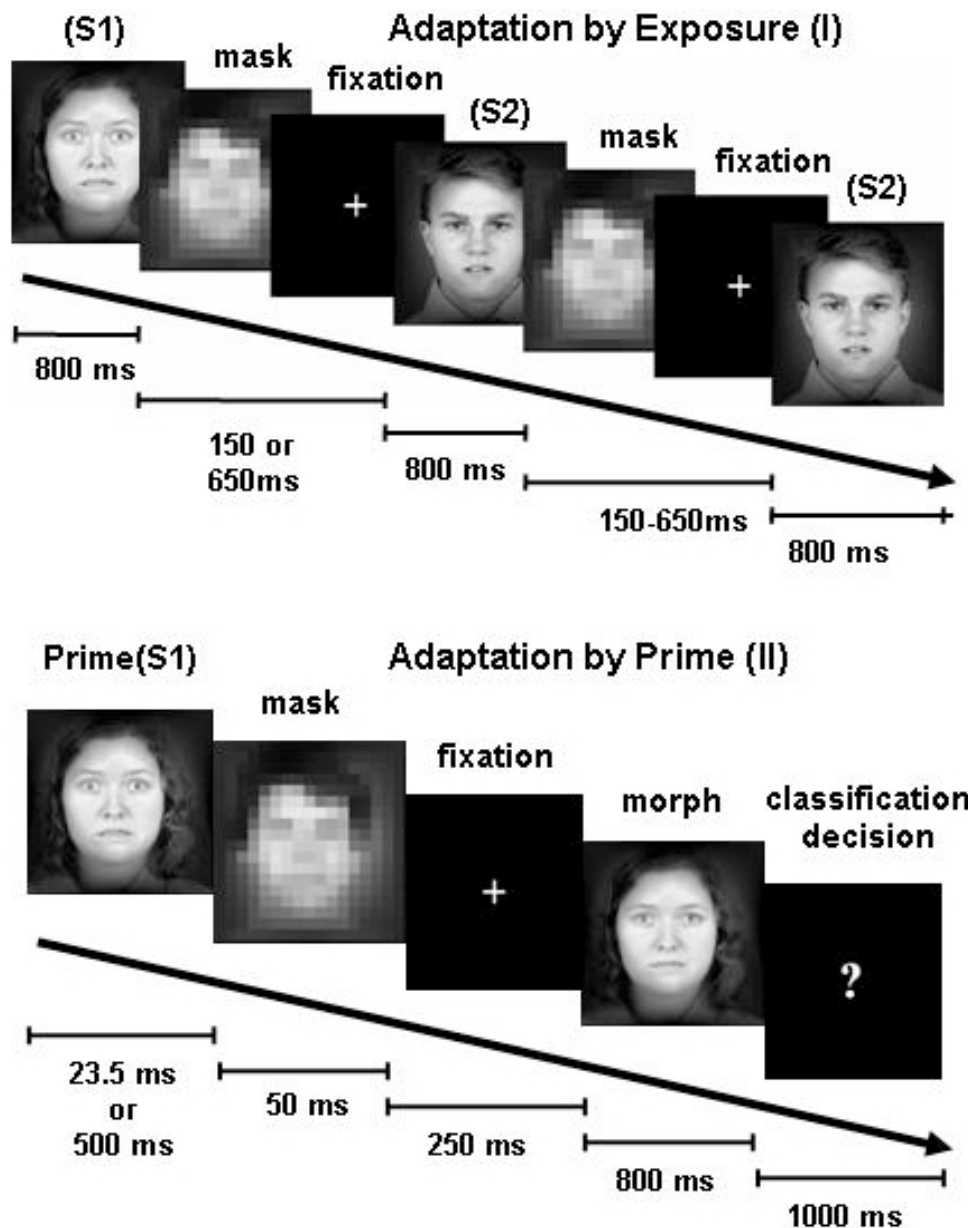 (S1)
Adaptation by Exposure (I)
mask
fixation
(S2)
mask
fixation
(S2)
800 ms
150 or
650ms
800 ms
150-650ms
800 ms
Prime(S1)
Adaptation by Prime (II)
mask
fixation
morph
classification
decision
?
23.5 ms
or
500 ms
50 ms
250 ms
800 ms
1000 ms